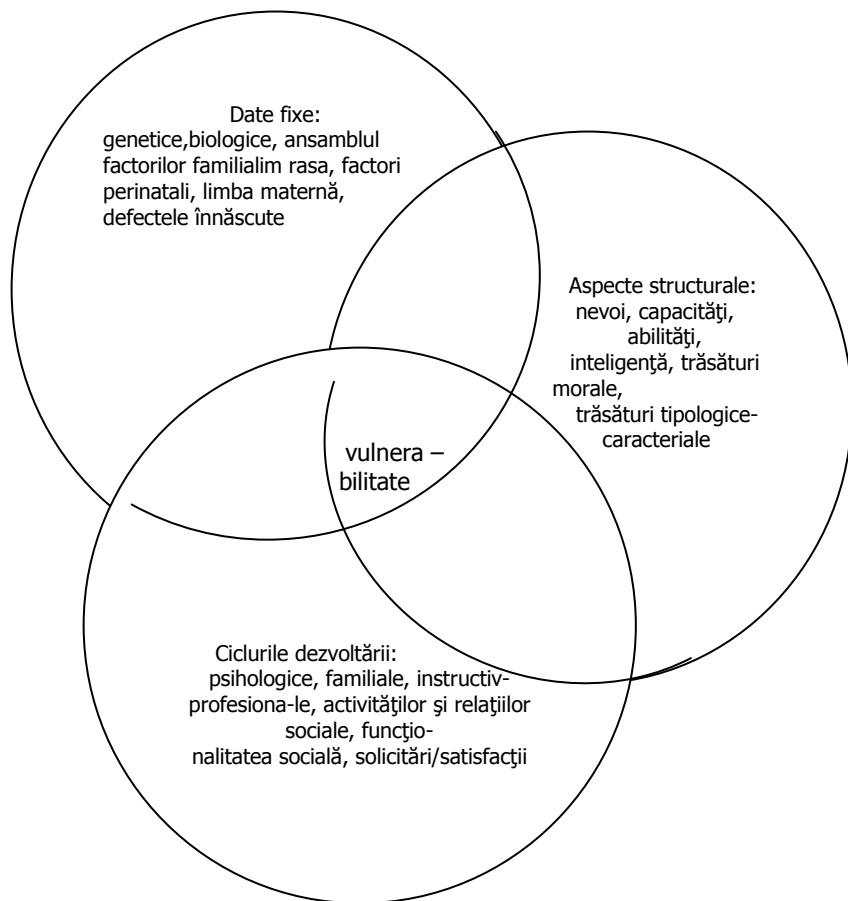 Date fixe:
genetice,biologice, ansamblul
factorilor familialim rasa, factori
perinatali, limba maternă,
defectele înnăscute
Aspecte structurale:
nevoi, capacităţi,
abilităţi,
inteligenţă, trăsături
morale,
trăsături tipologice-
caracteriale
vulnera –
bilitate
Ciclurile dezvoltării:
psihologice, familiale, instructiv-
profesiona-le, activităţilor şi relaţiilor
sociale, funcţio-
nalitatea socială, solicitări/satisfacţii